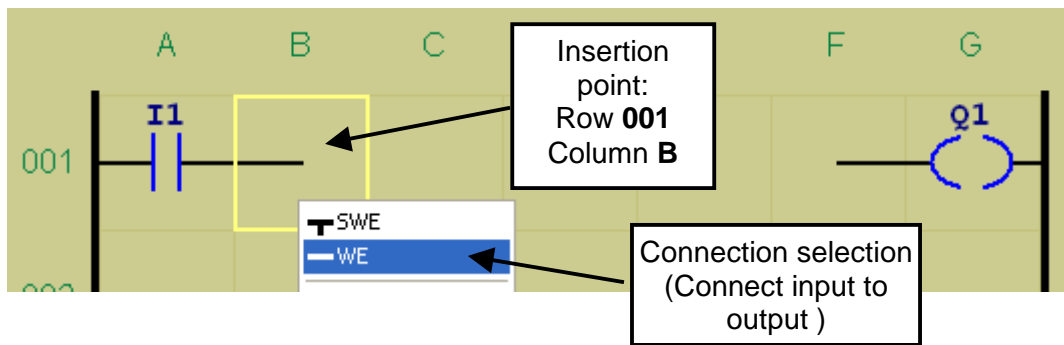 A B C F G
Insertion
point:
Row 001
Column B
I1 Q1
001
SWE
WE
Connection selection
(Connect input to
output )